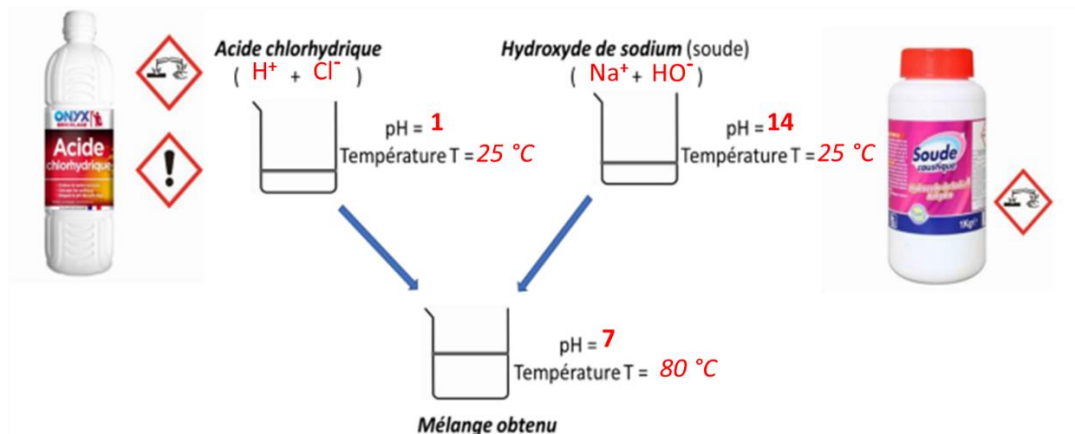 Acide chlorhydrique
( H⁺ + Cl⁻ )
pH = 1
Température T = 25 °C
Hydroxyde de sodium (soude)
( Na⁺ + HO⁻ )
pH = 14
Température T = 25 °C
ONYX
BRICOLAGE
Acide
chlorhydrique
Soude
caustique
1Kg
pH = 7
Température T = 80 °C
Mélange obtenu